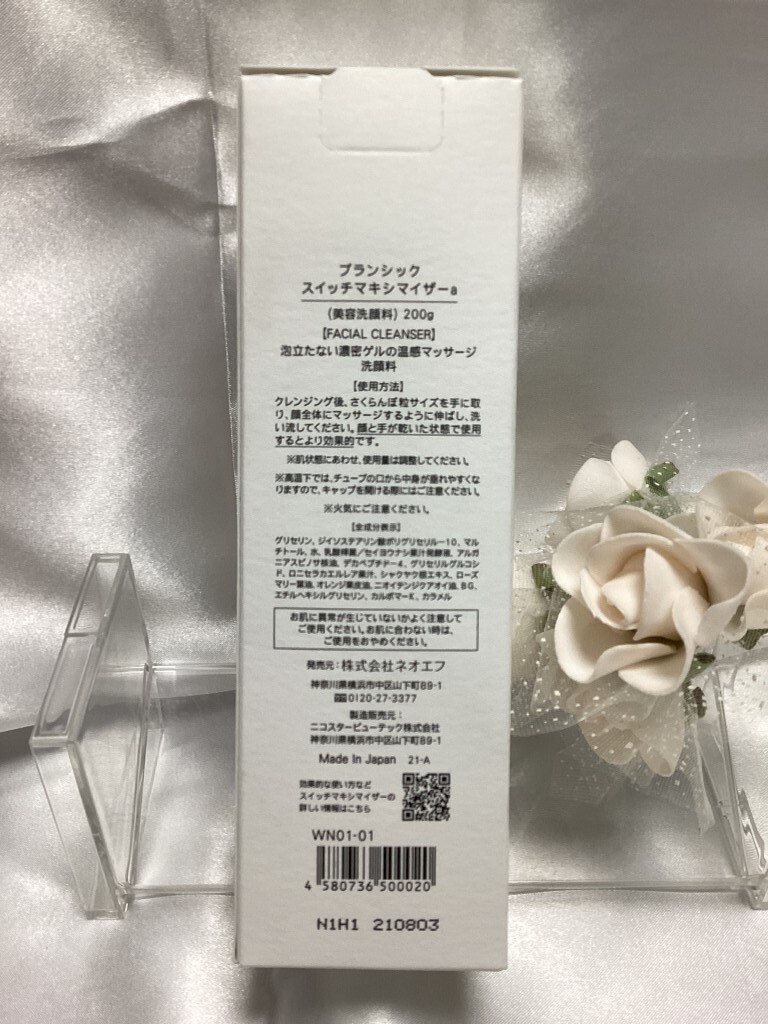 ブランシック
スイッチマキシマイザーa
(美容洗顔料) 200g
【FACIAL CLEANSER】
泡立たない濃密ゲルの温感マッサージ
洗顔料
【使用方法】
クレンジング後、さくらんぼ粒サイズを手に取
り、顔全体にマッサージするように伸ばし、洗
い流してください。顔と手が乾いた状態で使用
するとより効果的です。
※肌状態にあわせ、使用量は調整してください。
※高温下では、チューブの口から中身が垂れやすくな
りますので、キャップを開ける際にはご注意ください。
※火気にご注意ください。
【全成分表示】
グリセリン、ジイソステアリン酸ポリグリセリル-10、マル
チトール、水、乳酸桿菌/セイヨウナシ果汁発酵液、アルガ
ニアスピノサ核油、デカペプチド-4、グリセリルグルコシ
ド、ロニセラカエルレア果汁、シャクヤク根エキス、ローズ
マリー葉油、オレンジ果皮油、ニオイテンジクアオイ油、BG、
エチルヘキシルグリセリン、カルボマーK、カラメル
お肌に異常が生じていないかよく注意して
ご使用ください。お肌に合わない時は、
ご使用をおやめください。
発売元:株式会社ネオエフ
神奈川県横浜市中区山下町89-1
0120-27-3377
製造販売元:
ニコスタービューテック株式会社
神奈川県横浜市中区山下町89-1
Made In Japan 21-A
効果的な使い方など
スイッチマキシマイザーの
詳しい情報はこちら
WN01-01
4 580736 500020
N1H1 210803